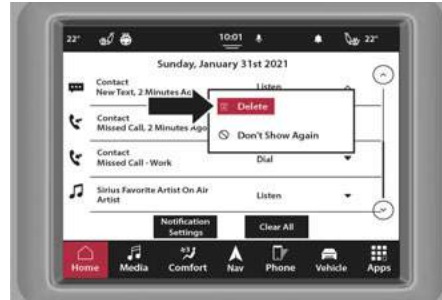 22° 10:01 22°
Sunday, January 31st 2021
Contact
New Text, 2 Minutes Ago Listen
Delete
Contact
Missed Call, 2 Minutes Ago
Don't Show Again
Contact
Missed Call - Work Dial
Sirius Favorite Artist On Air
Artist Listen
Notification
Settings
Clear All
Home Media Comfort Nav Phone Vehicle Apps